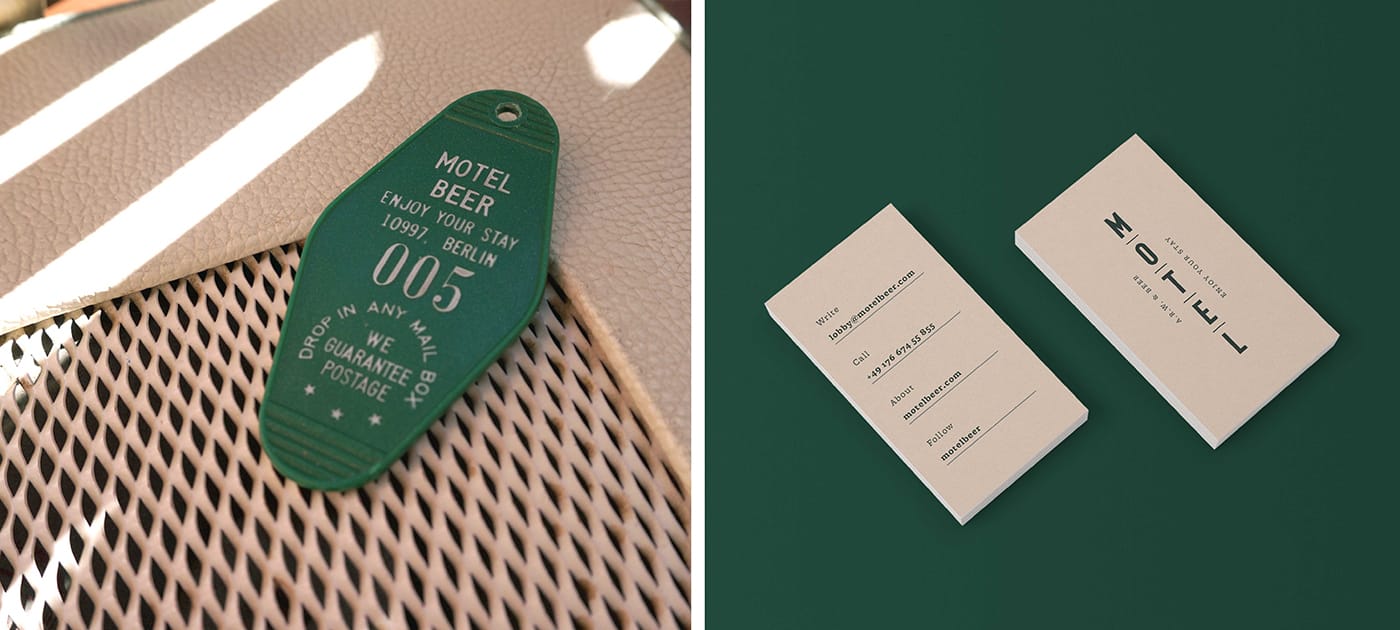 MOTEL
BEER
ENJOY YOUR STAY
10997, BERLIN
005
DROP IN ANY MAIL BOX
WE
GUARANTEE
POSTAGE
Write
lobby@motelbeer.com
Call
+49 176 674 55 855
About
motelbeer.com
Follow
motelbeer
A.R.W. & BEER
M|O|T|E|L
ENJOY YOUR STAY